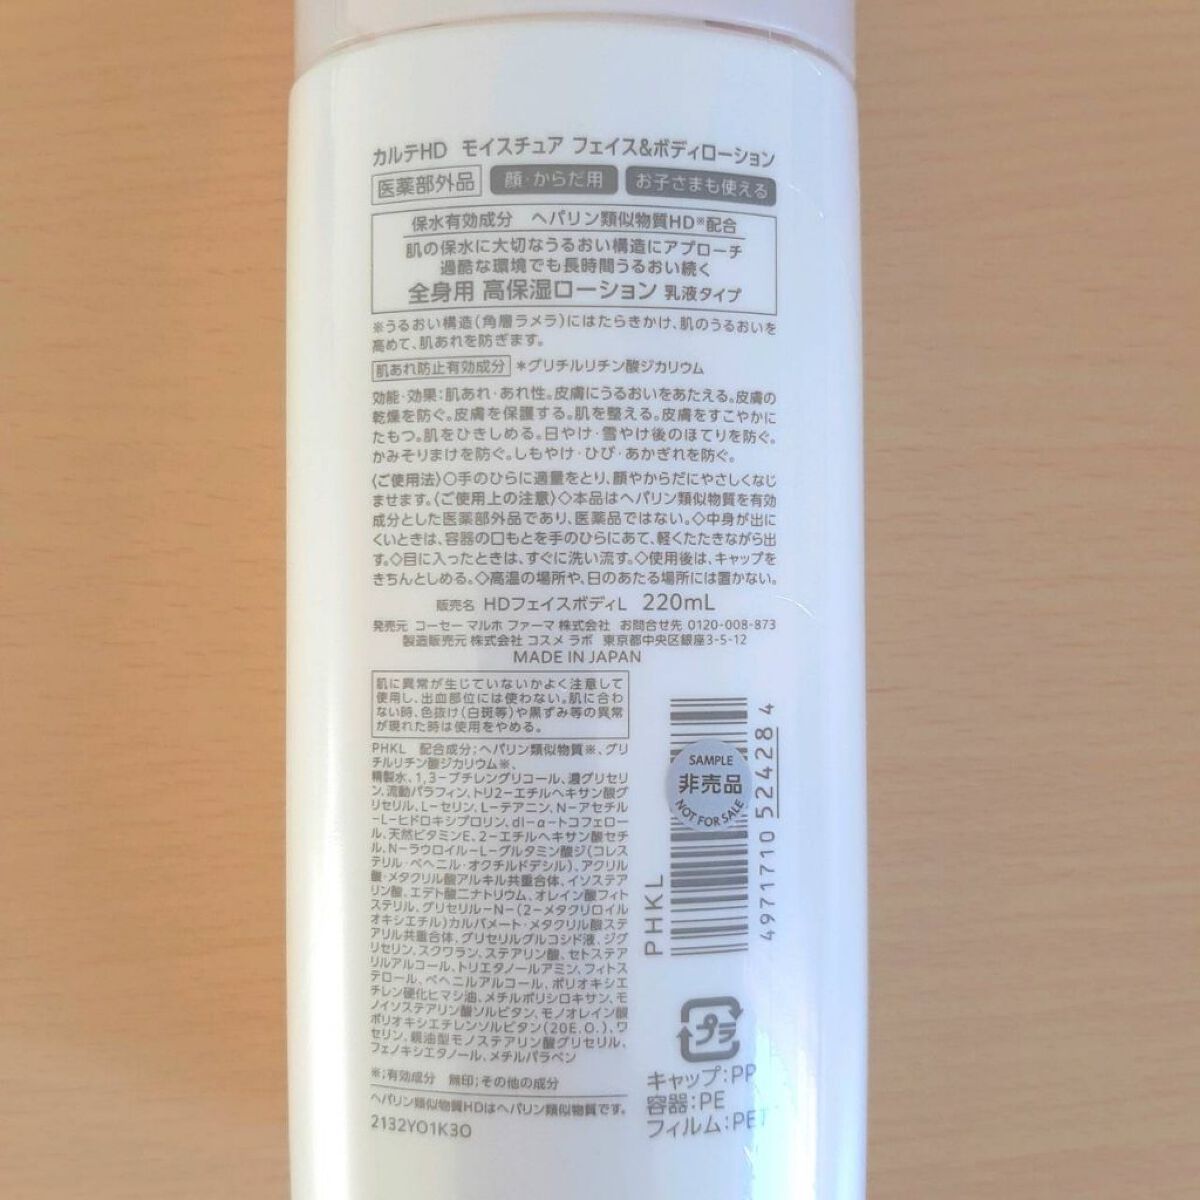 カルテHD モイスチュア フェイス&ボディローション
医薬部外品 顔・からだ用 お子さまも使える
保水有効成分 ヘパリン類似物質HD※配合
肌の保水に大切なうるおい構造にアプローチ
過酷な環境でも長時間うるおい続く
全身用 高保湿ローション 乳液タイプ
※うるおい構造(角層ラメラ)にはたらきかけ、肌のうるおいを
高めて、肌あれを防ぎます。
肌あれ防止有効成分 *グリチルリチン酸ジカリウム
効能・効果:肌あれ・あれ性。皮膚にうるおいをあたえる。皮膚の
乾燥を防ぐ。皮膚を保護する。肌を整える。皮膚をすこやかに
たもつ。肌をひきしめる。日やけ・雪やけ後のほてりを防ぐ。
かみそりまけを防ぐ。しもやけ・ひび・あかぎれを防ぐ。
〈ご使用法〉○手のひらに適量をとり、顔やからだにやさしくなじ
ませます。〈ご使用上の注意〉◇本品はヘパリン類似物質を有効
成分とした医薬部外品であり、医薬品ではない。◇中身が出に
くいときは、容器の口もとを手のひらにあて、軽くたたきながら出
す。◇目に入ったときは、すぐに洗い流す。◇使用後は、キャップを
きちんとしめる。◇高温の場所や、日のあたる場所には置かない。
販売名 HDフェイスボディL 220mL
発売元 コーセー マルホ ファーマ 株式会社 お問合せ先 0120-008-873
製造販売元 株式会社 コスメ ラボ 東京都中央区銀座3-5-12
MADE IN JAPAN
肌に異常が生じていないかよく注意して
使用し、出血部位には使わない。肌に合わ
ない時、色抜け(白斑等)や黒ずみ等の異常
が現れた時は使用をやめる。
PHKL 配合成分;ヘパリン類似物質※、グリ
チルリチン酸ジカリウム※、
精製水、1,3-ブチレングリコール、濃グリセリ
ン、流動パラフィン、トリ2-エチルヘキサン酸グ
リセリル、L-セリン、L-テアニン、N-アセチル
-L-ヒドロキシプロリン、dl-α-トコフェロー
ル、天然ビタミンE、2-エチルヘキサン酸セチ
ル、N-ラウロイル-L-グルタミン酸ジ(コレス
テリル・ベヘニル・オクチルドデシル)、アクリル
酸・メタクリル酸アルキル共重合体、イソステア
リン酸、エデト酸二ナトリウム、オレイン酸フィト
ステリル、グリセリル-N-(2-メタクリロイル
オキシエチル)カルバメート・メタクリル酸ステ
アリル共重合体、グリセリルグルコシド液、ジグ
リセリン、スクワラン、ステアリン酸、セトステア
リルアルコール、トリエタノールアミン、フィトス
テロール、ベヘニルアルコール、ポリオキシエ
チレン硬化ヒマシ油、メチルポリシロキサン、モ
ノイソステアリン酸ソルビタン、モノオレイン酸
ポリオキシエチレンソルビタン(20E.O.)、ワ
セリン、親油型モノステアリン酸グリセリル、
フェノキシエタノール、メチルパラベン
※;有効成分 無印;その他の成分
ヘパリン類似物質HDはヘパリン類似物質です。
2132Y01K30
PHKL
SAMPLE
非売品
NOT FOR SALE
4971710 524284
プラ
キャップ:PP
容器:PE
フィルム:PET